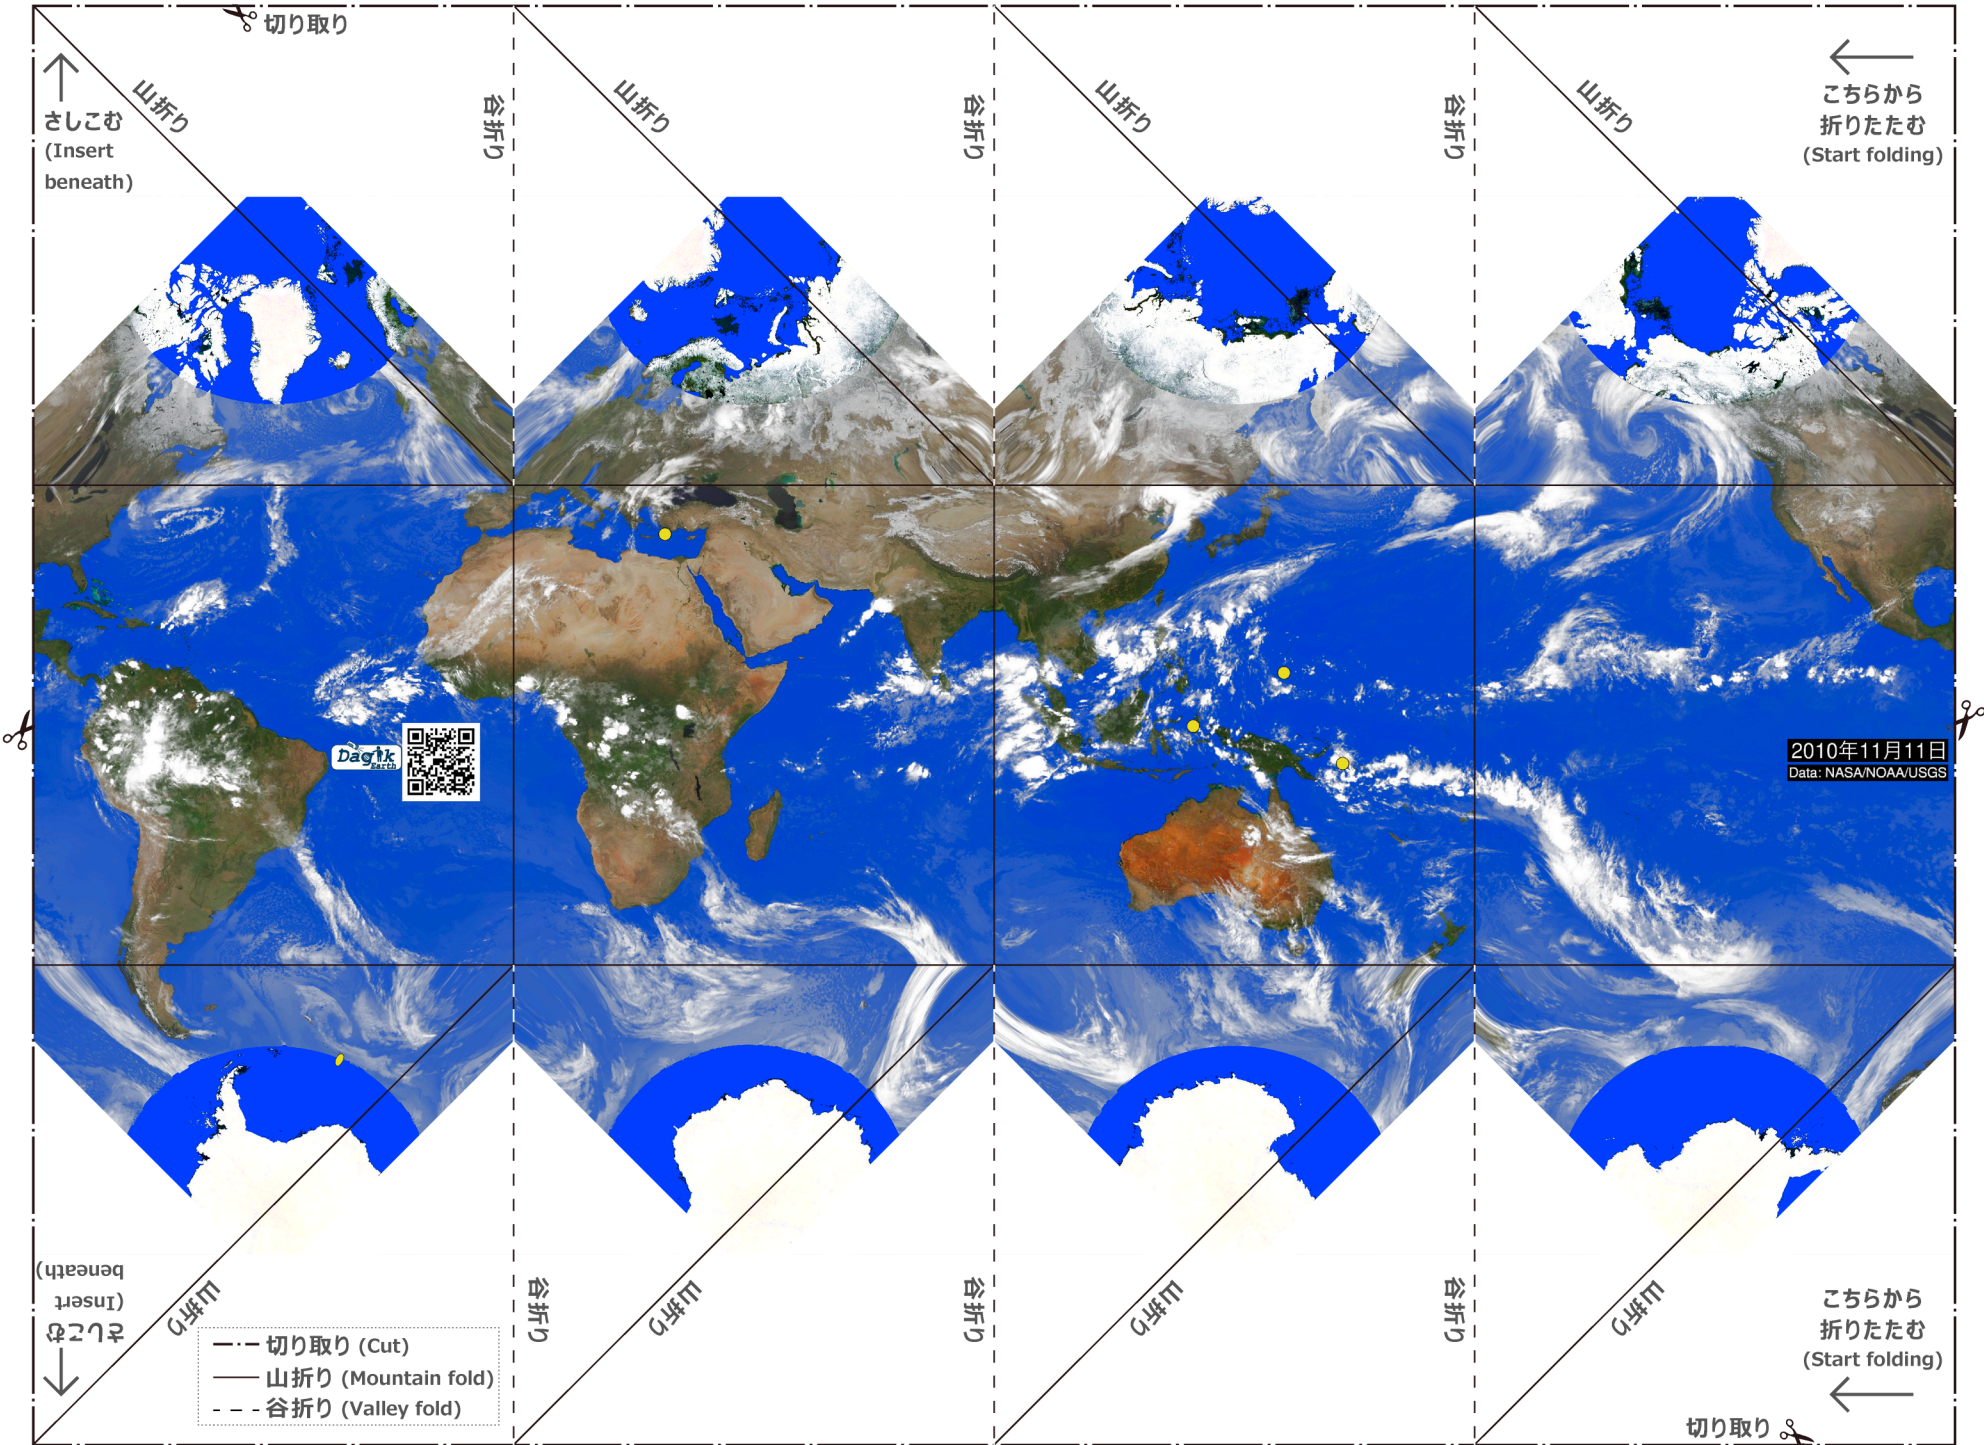 切り取り
山折り
谷折り
山折り
谷折り
山折り
谷折り
山折り
さしこむ
(Insert
beneath)
こちらから
折りたたむ
(Start folding)
Dagik
Earth
2010年11月11日
Data: NASA/NOAA/USGS
さしこむ
(Insert
beneath)
山折り
谷折り
山折り
谷折り
山折り
谷折り
山折り
こちらから
折りたたむ
(Start folding)
切り取り (Cut)
山折り (Mountain fold)
谷折り (Valley fold)
切り取り